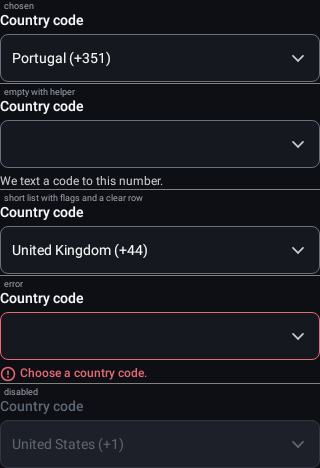 chosen
Country code
Portugal (+351)
empty with helper
Country code
We text a code to this number.
short list with flags and a clear row
Country code
United Kingdom (+44)
error
Country code
Choose a country code.
disabled
Country code
United States (+1)